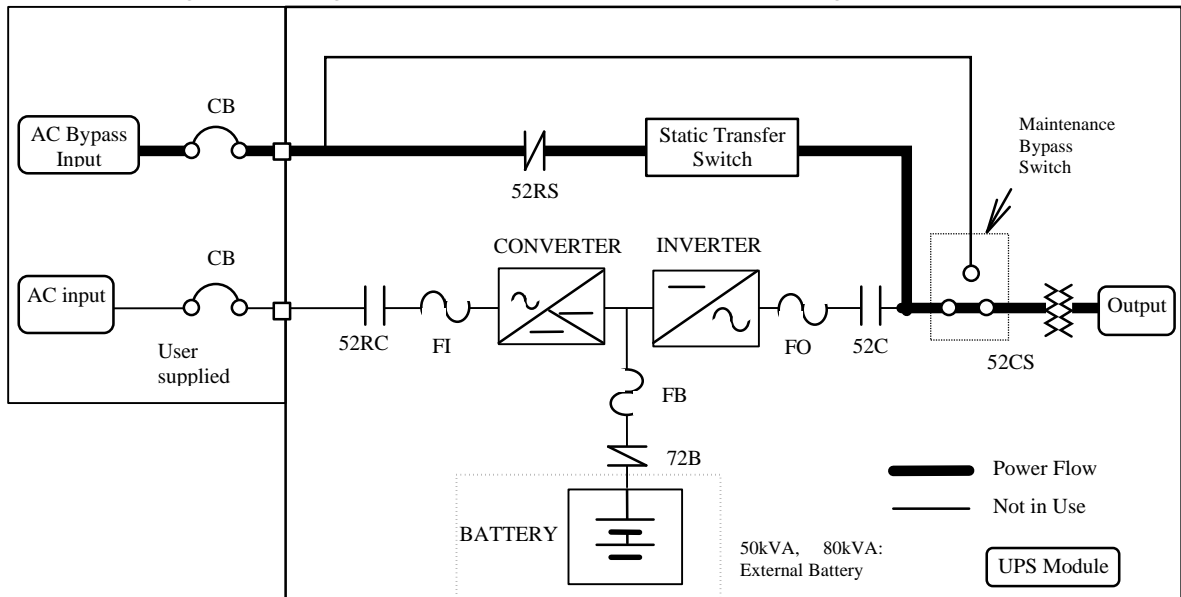 CB
AC Bypass
Input
Static Transfer
Switch
Maintenance
Bypass
Switch
52RS
CB
CONVERTER
INVERTER
AC input
Output
User
supplied
52RC
FI
FO
52C
52CS
FB
72B
Power Flow
Not in Use
BATTERY
50kVA, 80kVA:
External Battery
UPS Module